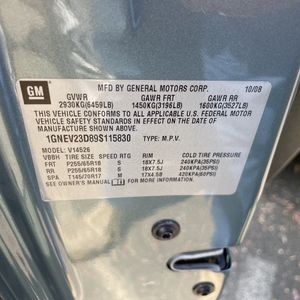 GM
MFD BY GENERAL MOTORS CORP. 10/08
GVWR GAWR FRT GAWR RR
2930KG(6459LB) 1450KG(3196LB) 1600KG(3527LB)
THIS VEHICLE CONFORMS TO ALL APPLICABLE U.S. FEDERAL MOTOR
VEHICLE SAFETY STANDARDS IN EFFECT ON THE DATE OF
MANUFACTURE SHOWN ABOVE.
1GNEV23D89S115830 TYPE: M.P.V.
MODEL: V14526
VBBH TIRE SIZE SPEED RTG RIM COLD TIRE PRESSURE
FRT P255/65R18 S 18X7.5J 240KPA(35PSI)
RR P255/65R18 S 18X7.5J 240KPA(35PSI)
SPA T145/70R17 M 17X4.5B 420KPA(60PSI)
SEE OWNER'S MANUAL FOR MORE INFORMATION.